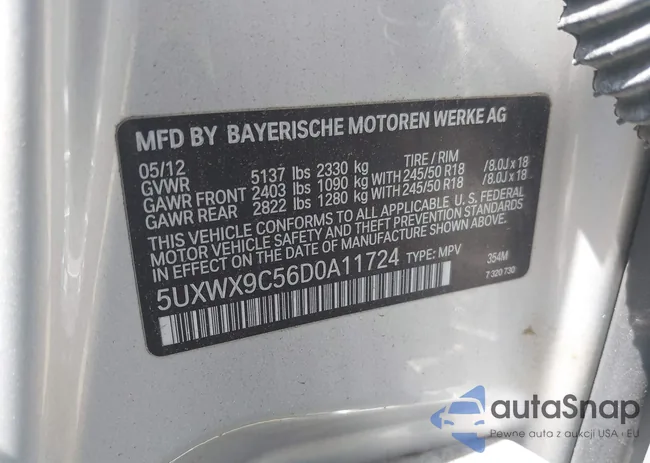 MFD BY BAYERISCHE MOTOREN WERKE AG
05/12 TIRE / RIM
GVWR 5137 lbs 2330 kg
GAWR FRONT 2403 lbs 1090 kg WITH 245/50 R18 /8.0J x 18
GAWR REAR 2822 lbs 1280 kg WITH 245/50 R18 /8.0J x 18
THIS VEHICLE CONFORMS TO ALL APPLICABLE U.S. FEDERAL
MOTOR VEHICLE SAFETY AND THEFT PREVENTION STANDARDS
IN EFFECT ON THE DATE OF MANUFACTURE SHOWN ABOVE.
5UXWX9C56D0A11724 TYPE: MPV 354M
7 320 730
autoSnap
Pewne auto z aukcji USA i EU